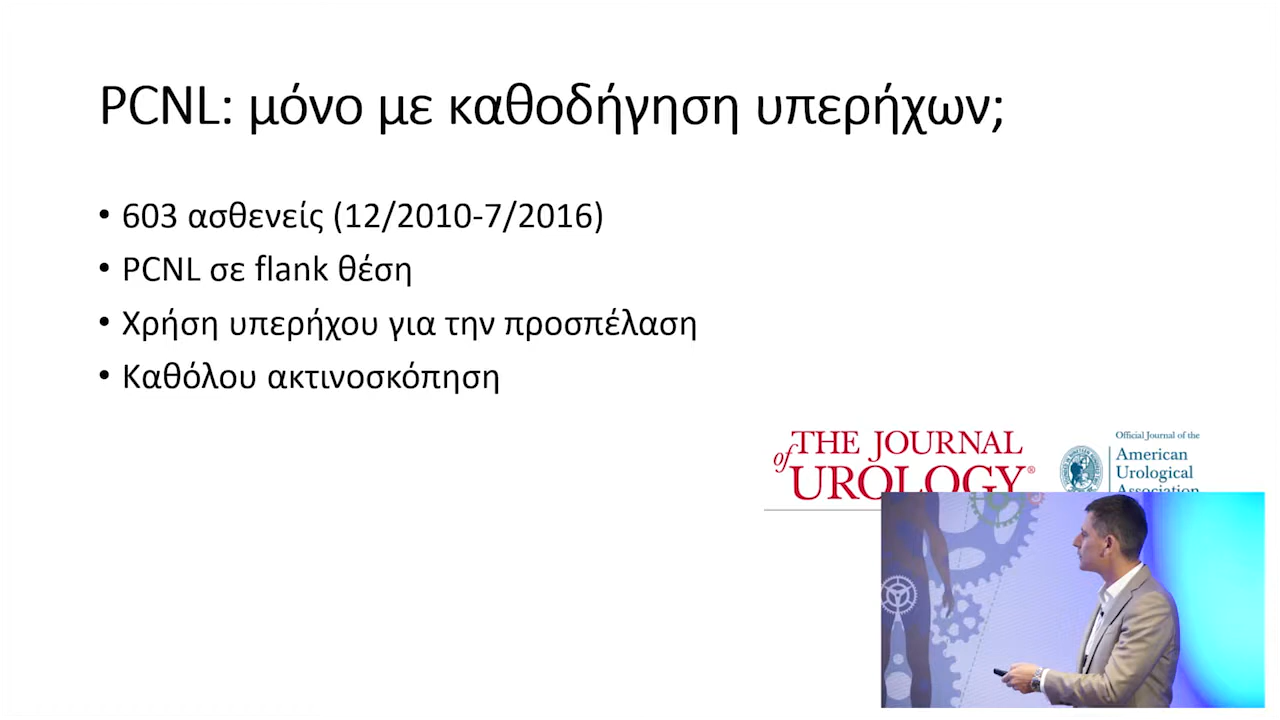 PCNL: μόνο με καθοδήγηση υπερήχων;
• 603 ασθενείς (12/2010-7/2016)
• PCNL σε flank θέση
• Χρήση υπερήχου για την προσπέλαση
• Καθόλου ακτινοσκόπηση
THE JOURNAL
of UROLOGY®
Official Journal of the
American
Urological
Association